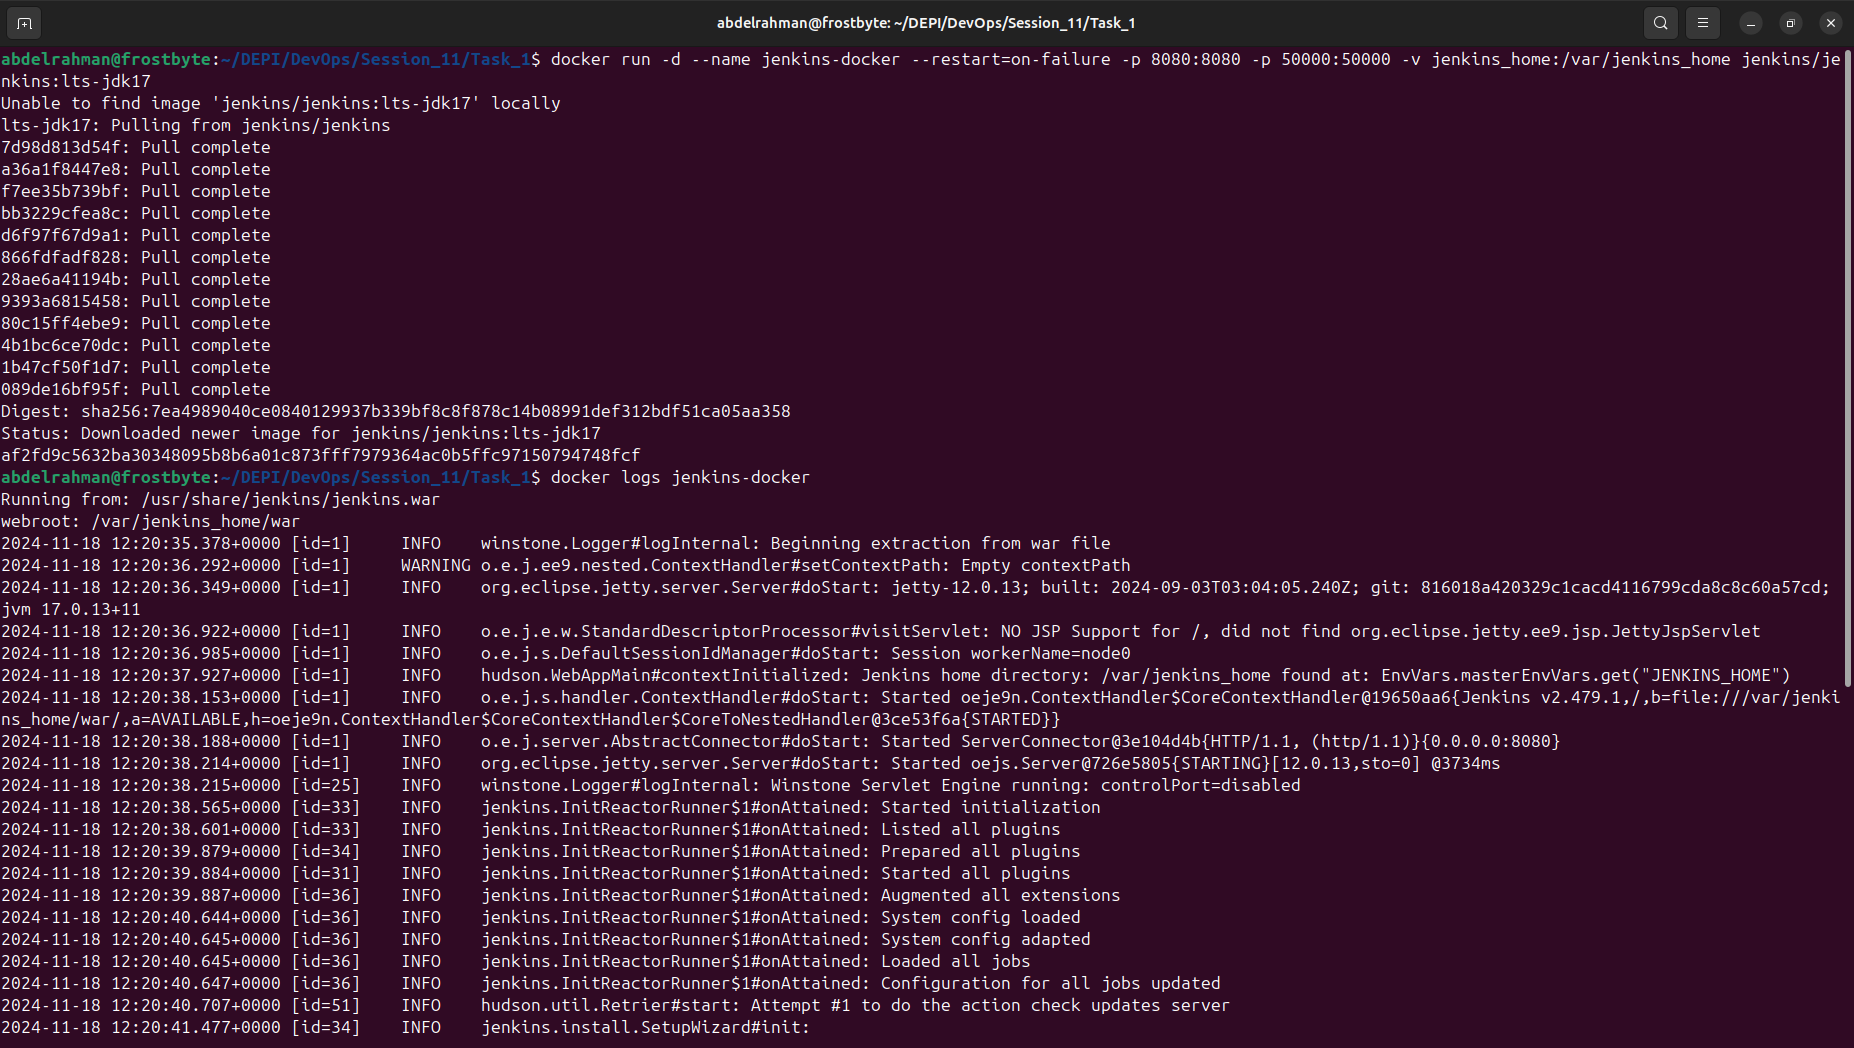 abdelrahman@frostbyte: ~/DEPI/DevOps/Session_11/Task_1
abdelrahman@frostbyte:~/DEPI/DevOps/Session_11/Task_1$ docker run -d --name jenkins-docker --restart=on-failure -p 8080:8080 -p 50000:50000 -v jenkins_home:/var/jenkins_home jenkins/je
nkins:lts-jdk17
Unable to find image 'jenkins/jenkins:lts-jdk17' locally
lts-jdk17: Pulling from jenkins/jenkins
7d98d813d54f: Pull complete
a36a1f8447e8: Pull complete
f7ee35b739bf: Pull complete
bb3229cfea8c: Pull complete
d6f97f67d9a1: Pull complete
866fdfadf828: Pull complete
28ae6a41194b: Pull complete
9393a6815458: Pull complete
80c15ff4ebe9: Pull complete
4b1bc6ce70dc: Pull complete
1b47cf50f1d7: Pull complete
089de16bf95f: Pull complete
Digest: sha256:7ea4989040ce0840129937b339bf8c8f878c14b08991def312bdf51ca05aa358
Status: Downloaded newer image for jenkins/jenkins:lts-jdk17
af2fd9c5632ba30348095b8b6a01c873fff7979364ac0b5ffc97150794748fcf
abdelrahman@frostbyte:~/DEPI/DevOps/Session_11/Task_1$ docker logs jenkins-docker
Running from: /usr/share/jenkins/jenkins.war
webroot: /var/jenkins_home/war
2024-11-18 12:20:35.378+0000 [id=1]     INFO    winstone.Logger#logInternal: Beginning extraction from war file
2024-11-18 12:20:36.292+0000 [id=1]     WARNING o.e.j.ee9.nested.ContextHandler#setContextPath: Empty contextPath
2024-11-18 12:20:36.349+0000 [id=1]     INFO    org.eclipse.jetty.server.Server#doStart: jetty-12.0.13; built: 2024-09-03T03:04:05.240Z; git: 816018a420329c1cacd4116799cda8c8c60a57cd;
jvm 17.0.13+11
2024-11-18 12:20:36.922+0000 [id=1]     INFO    o.e.j.e.w.StandardDescriptorProcessor#visitServlet: NO JSP Support for /, did not find org.eclipse.jetty.ee9.jsp.JettyJspServlet
2024-11-18 12:20:36.985+0000 [id=1]     INFO    o.e.j.s.DefaultSessionIdManager#doStart: Session workerName=node0
2024-11-18 12:20:37.927+0000 [id=1]     INFO    hudson.WebAppMain#contextInitialized: Jenkins home directory: /var/jenkins_home found at: EnvVars.masterEnvVars.get("JENKINS_HOME")
2024-11-18 12:20:38.153+0000 [id=1]     INFO    o.e.j.s.handler.ContextHandler#doStart: Started oeje9n.ContextHandler$CoreContextHandler@19650aa6{Jenkins v2.479.1,/,b=file:///var/jenki
ns_home/war/,a=AVAILABLE,h=oeje9n.ContextHandler$CoreContextHandler$CoreToNestedHandler@3ce53f6a{STARTED}}
2024-11-18 12:20:38.188+0000 [id=1]     INFO    o.e.j.server.AbstractConnector#doStart: Started ServerConnector@3e104d4b{HTTP/1.1, (http/1.1)}{0.0.0.0:8080}
2024-11-18 12:20:38.214+0000 [id=1]     INFO    org.eclipse.jetty.server.Server#doStart: Started oejs.Server@726e5805{STARTING}[12.0.13,sto=0] @3734ms
2024-11-18 12:20:38.215+0000 [id=25]    INFO    winstone.Logger#logInternal: Winstone Servlet Engine running: controlPort=disabled
2024-11-18 12:20:38.565+0000 [id=33]    INFO    jenkins.InitReactorRunner$1#onAttained: Started initialization
2024-11-18 12:20:38.601+0000 [id=33]    INFO    jenkins.InitReactorRunner$1#onAttained: Listed all plugins
2024-11-18 12:20:39.879+0000 [id=34]    INFO    jenkins.InitReactorRunner$1#onAttained: Prepared all plugins
2024-11-18 12:20:39.884+0000 [id=31]    INFO    jenkins.InitReactorRunner$1#onAttained: Started all plugins
2024-11-18 12:20:39.887+0000 [id=36]    INFO    jenkins.InitReactorRunner$1#onAttained: Augmented all extensions
2024-11-18 12:20:40.644+0000 [id=36]    INFO    jenkins.InitReactorRunner$1#onAttained: System config loaded
2024-11-18 12:20:40.645+0000 [id=36]    INFO    jenkins.InitReactorRunner$1#onAttained: System config adapted
2024-11-18 12:20:40.645+0000 [id=36]    INFO    jenkins.InitReactorRunner$1#onAttained: Loaded all jobs
2024-11-18 12:20:40.647+0000 [id=36]    INFO    jenkins.InitReactorRunner$1#onAttained: Configuration for all jobs updated
2024-11-18 12:20:40.707+0000 [id=51]    INFO    hudson.util.Retrier#start: Attempt #1 to do the action check updates server
2024-11-18 12:20:41.477+0000 [id=34]    INFO    jenkins.install.SetupWizard#init: